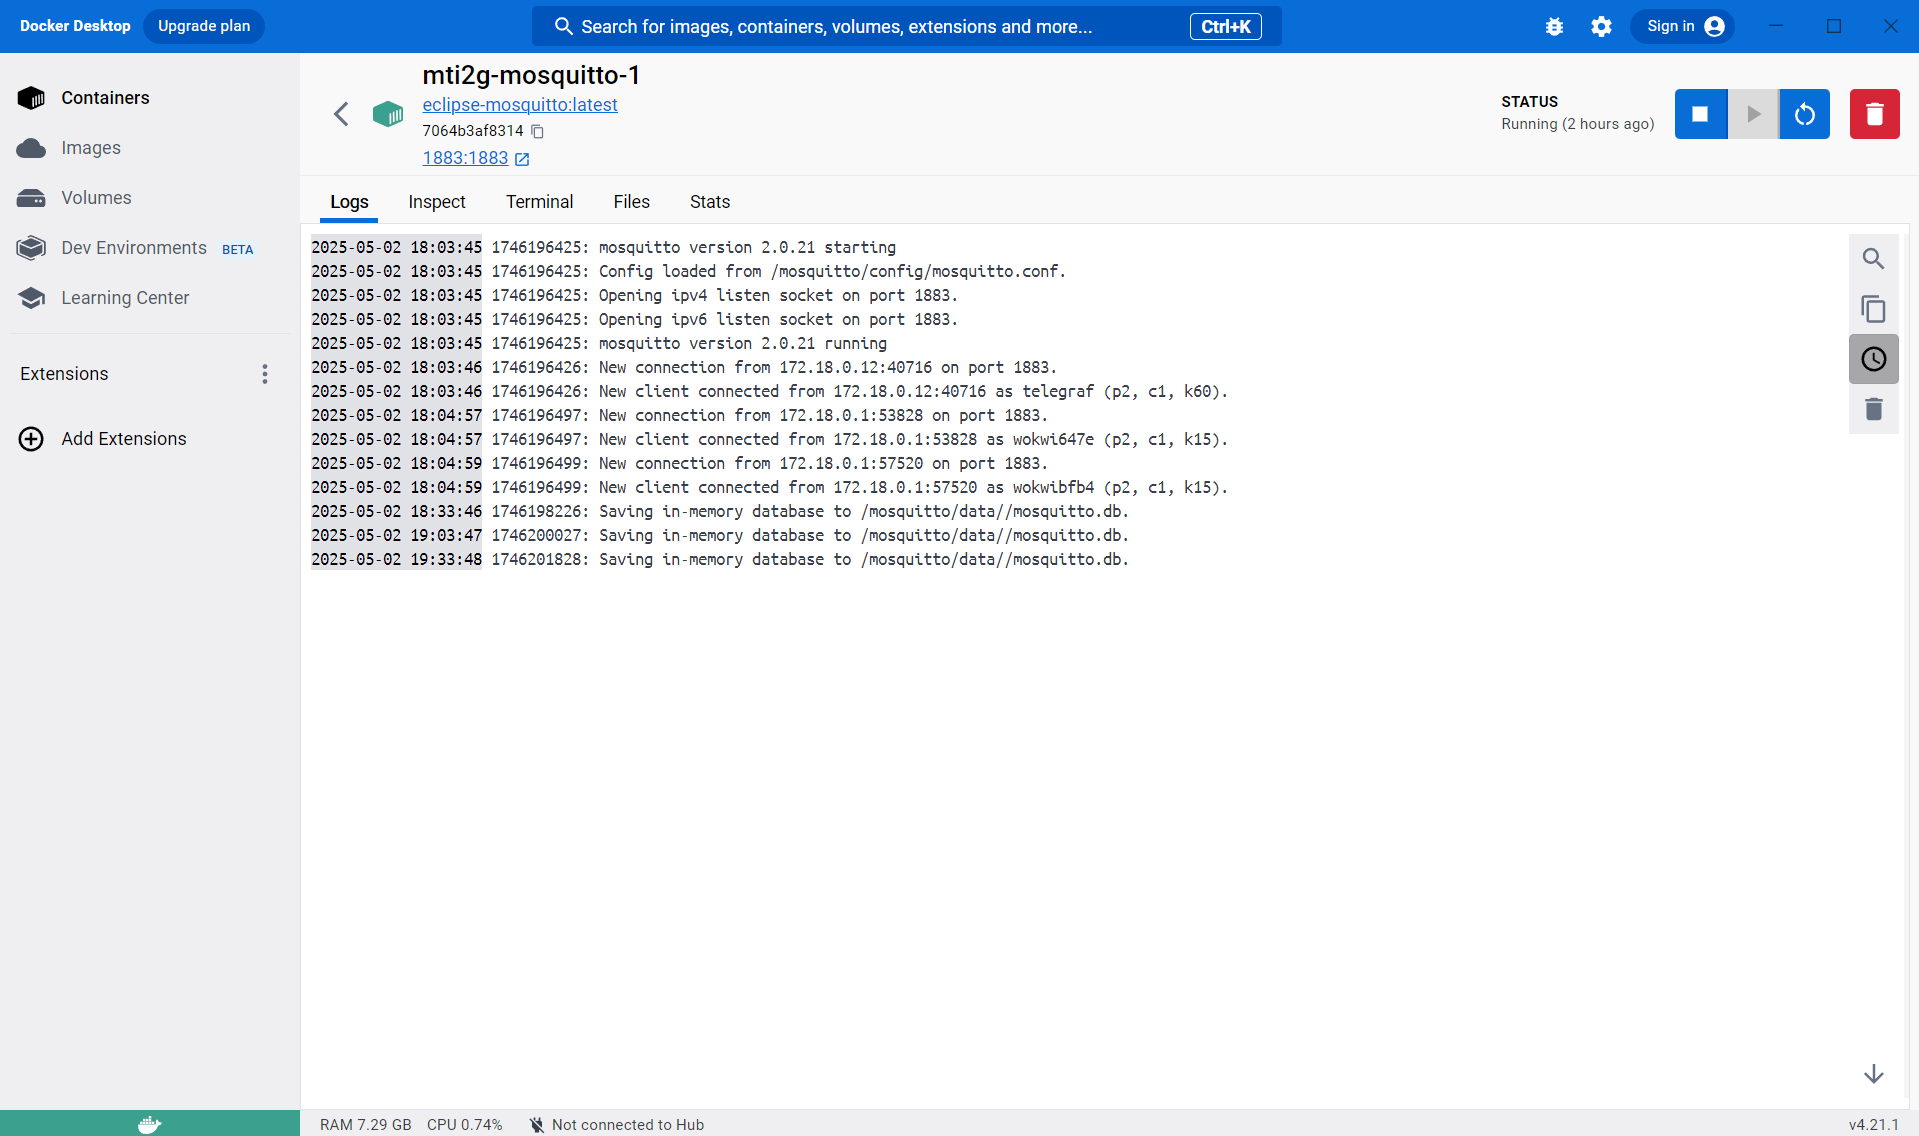 Docker Desktop Upgrade plan Search for images, containers, volumes, extensions and more... Ctrl+K Sign in
Containers
Images
Volumes
Dev Environments BETA
Learning Center
Extensions
Add Extensions
mti2g-mosquitto-1
eclipse-mosquitto:latest
7064b3af8314
1883:1883
STATUS
Running (2 hours ago)
Logs Inspect Terminal Files Stats
2025-05-02 18:03:45 1746196425: mosquitto version 2.0.21 starting
2025-05-02 18:03:45 1746196425: Config loaded from /mosquitto/config/mosquitto.conf.
2025-05-02 18:03:45 1746196425: Opening ipv4 listen socket on port 1883.
2025-05-02 18:03:45 1746196425: Opening ipv6 listen socket on port 1883.
2025-05-02 18:03:45 1746196425: mosquitto version 2.0.21 running
2025-05-02 18:03:46 1746196426: New connection from 172.18.0.12:40716 on port 1883.
2025-05-02 18:03:46 1746196426: New client connected from 172.18.0.12:40716 as telegraf (p2, c1, k60).
2025-05-02 18:04:57 1746196497: New connection from 172.18.0.1:53828 on port 1883.
2025-05-02 18:04:57 1746196497: New client connected from 172.18.0.1:53828 as wokwi647e (p2, c1, k15).
2025-05-02 18:04:59 1746196499: New connection from 172.18.0.1:57520 on port 1883.
2025-05-02 18:04:59 1746196499: New client connected from 172.18.0.1:57520 as wokwibfb4 (p2, c1, k15).
2025-05-02 18:33:46 1746198226: Saving in-memory database to /mosquitto/data//mosquitto.db.
2025-05-02 19:03:47 1746200027: Saving in-memory database to /mosquitto/data//mosquitto.db.
2025-05-02 19:33:48 1746201828: Saving in-memory database to /mosquitto/data//mosquitto.db.
RAM 7.29 GB CPU 0.74% Not connected to Hub v4.21.1